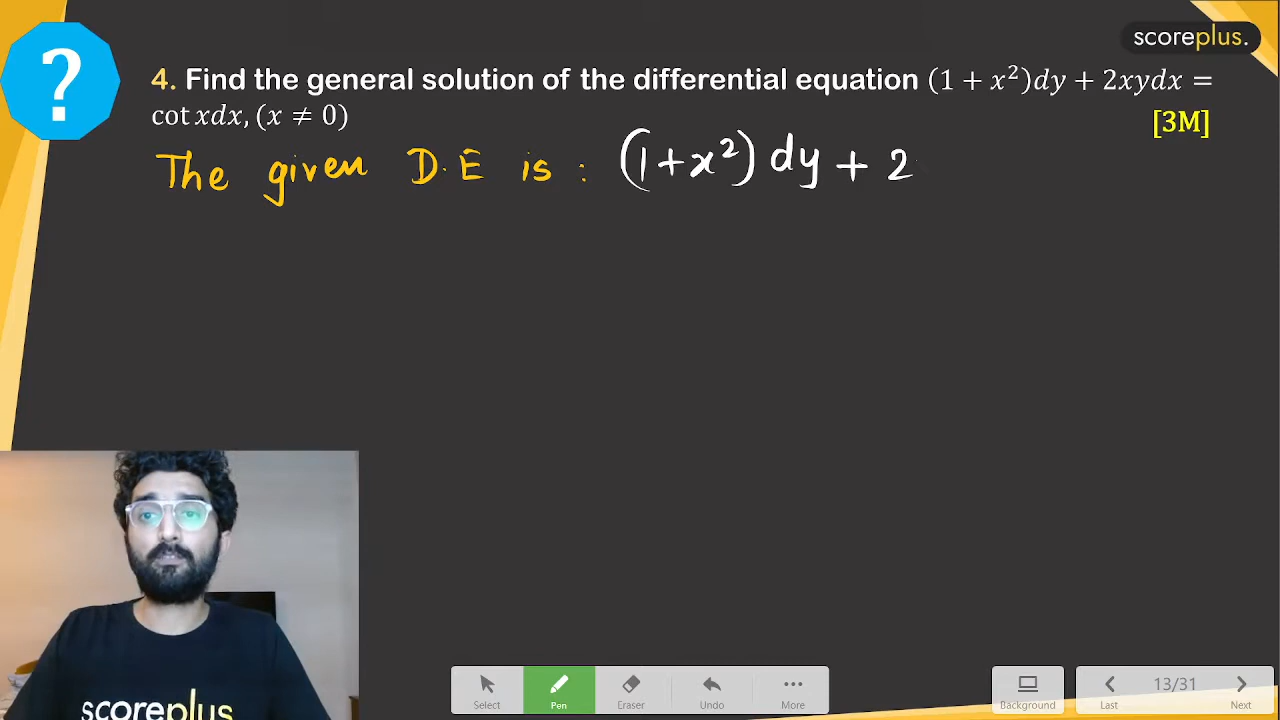 ?
scoreplus.
4. Find the general solution of the differential equation (1 + x²)dy + 2xydx =
cot xdx, (x ≠ 0)
[3M]
The given D.E is : (1+x²) dy + 2
scoreplus
Select
Pen
Eraser
Undo
More
Background
Last
13/31
Next